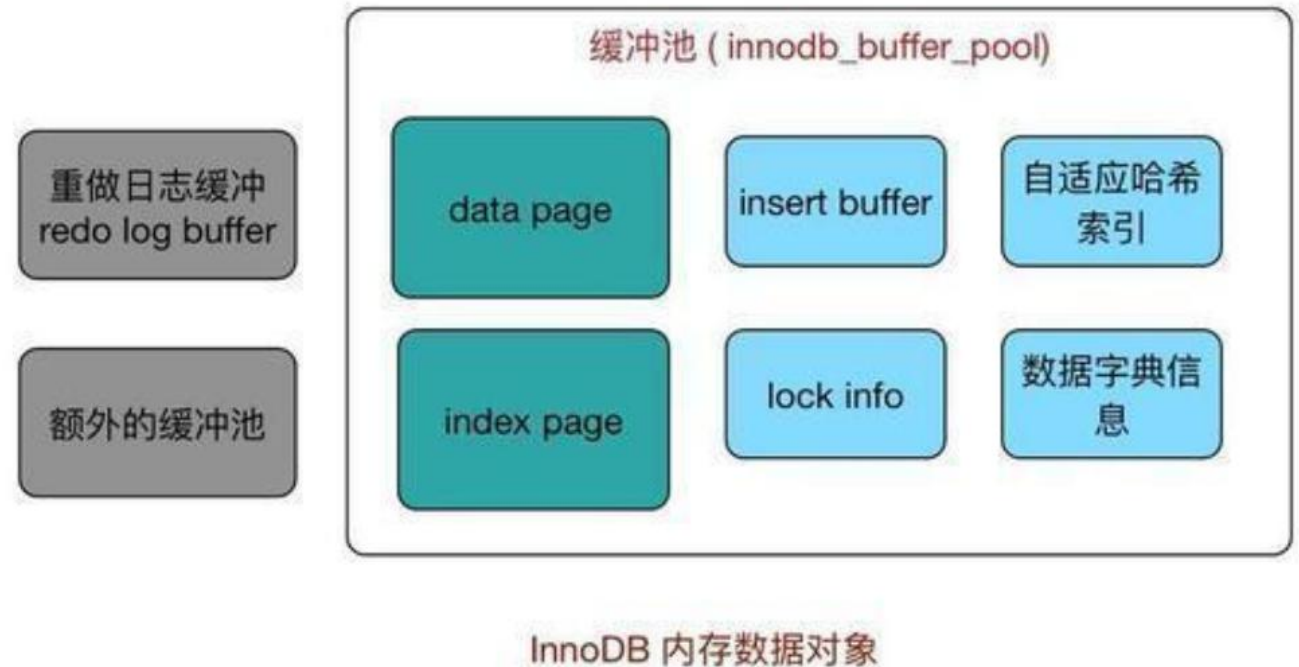 缓冲池 ( innodb_buffer_pool)
重做日志缓冲
redo log buffer
data page
insert buffer
自适应哈希
索引
额外的缓冲池
index page
lock info
数据字典信
息
InnoDB 内存数据对象